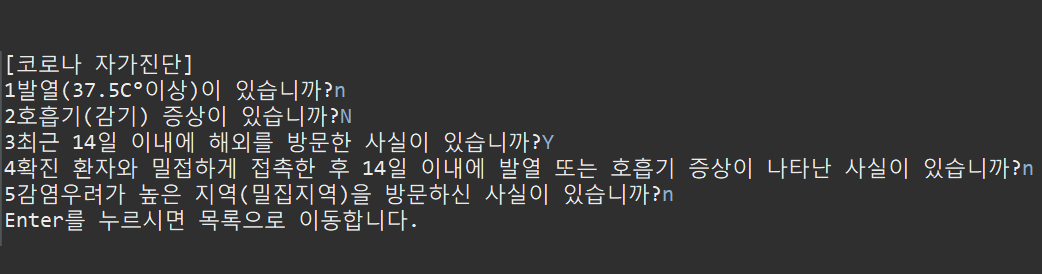 [코로나 자가진단]
1발열(37.5C°이상)이 있습니까?n
2호흡기(감기) 증상이 있습니까?N
3최근 14일 이내에 해외를 방문한 사실이 있습니까?Y
4확진 환자와 밀접하게 접촉한 후 14일 이내에 발열 또는 호흡기 증상이 나타난 사실이 있습니까?n
5감염우려가 높은 지역(밀집지역)을 방문하신 사실이 있습니까?n
Enter를 누르시면 목록으로 이동합니다.